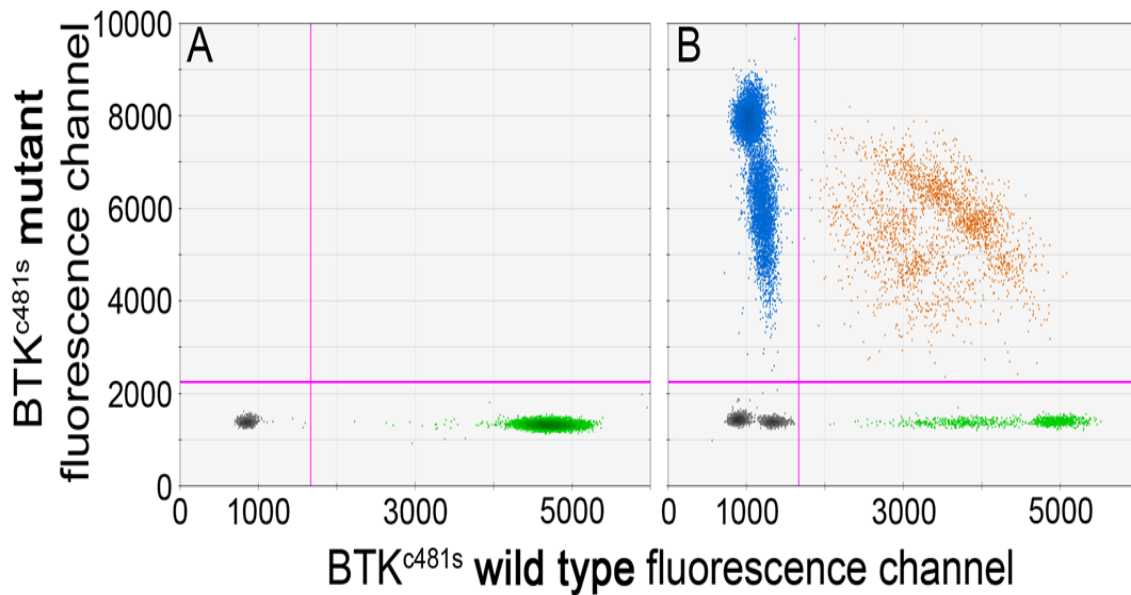 BTKc481s mutant
fluorescence channel
10000
8000
6000
4000
2000
0
A
B
0 1000 3000 5000
0 1000 3000 5000
BTKc481s wild type fluorescence channel